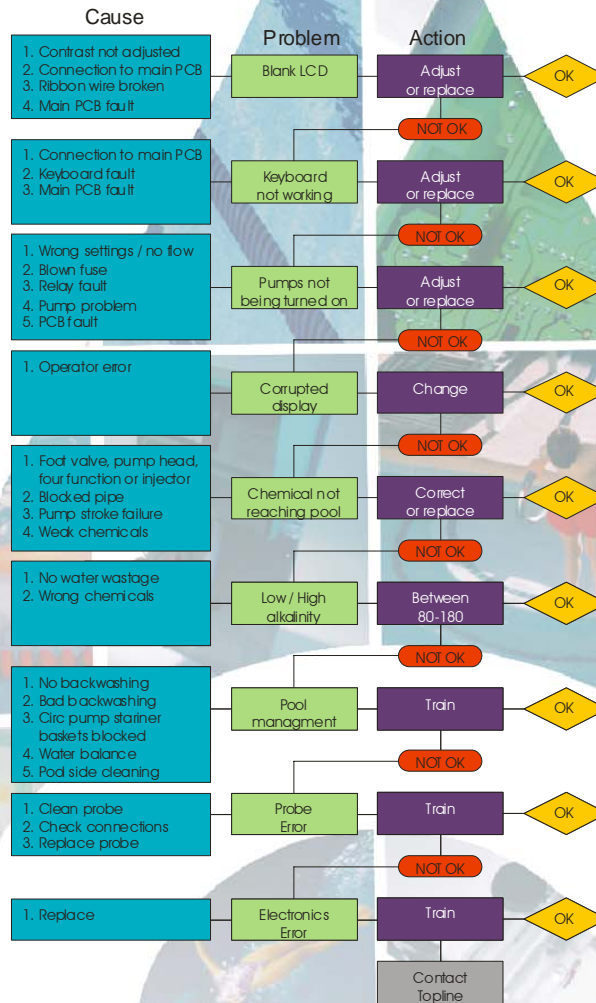 Cause
Problem
Action
1. Contrast not adjusted
2. Connection to main PCB
3. Ribbon wire broken
4. Main PCB fault
Blank LCD
Adjust
or replace
OK
NOT OK
1. Connection to main PCB
2. Keyboard fault
3. Main PCB fault
Keyboard
not working
Adjust
or replace
OK
NOT OK
1. Wrong settings / no flow
2. Blown fuse
3. Relay fault
4. Pump problem
5. PCB fault
Pumps not
being turned on
Adjust
or replace
OK
NOT OK
1. Operator error
Corrupted
display
Change
OK
NOT OK
1. Foot valve, pump head,
four function or injector
2. Blocked pipe
3. Pump stroke failure
4. Weak chemicals
Chemical not
reaching pool
Correct
or replace
OK
NOT OK
1. No water wastage
2. Wrong chemicals
Low / High
alkalinity
Between
80-180
OK
NOT OK
1. No backwashing
2. Bad backwashing
3. Circ pump stariner
baskets blocked
4. Water balance
5. Pool side cleaning
Pool
managment
Train
OK
NOT OK
1. Clean probe
2. Check connections
3. Replace probe
Probe
Error
Train
OK
NOT OK
1. Replace
Electronics
Error
Train
OK
Contact
Topline